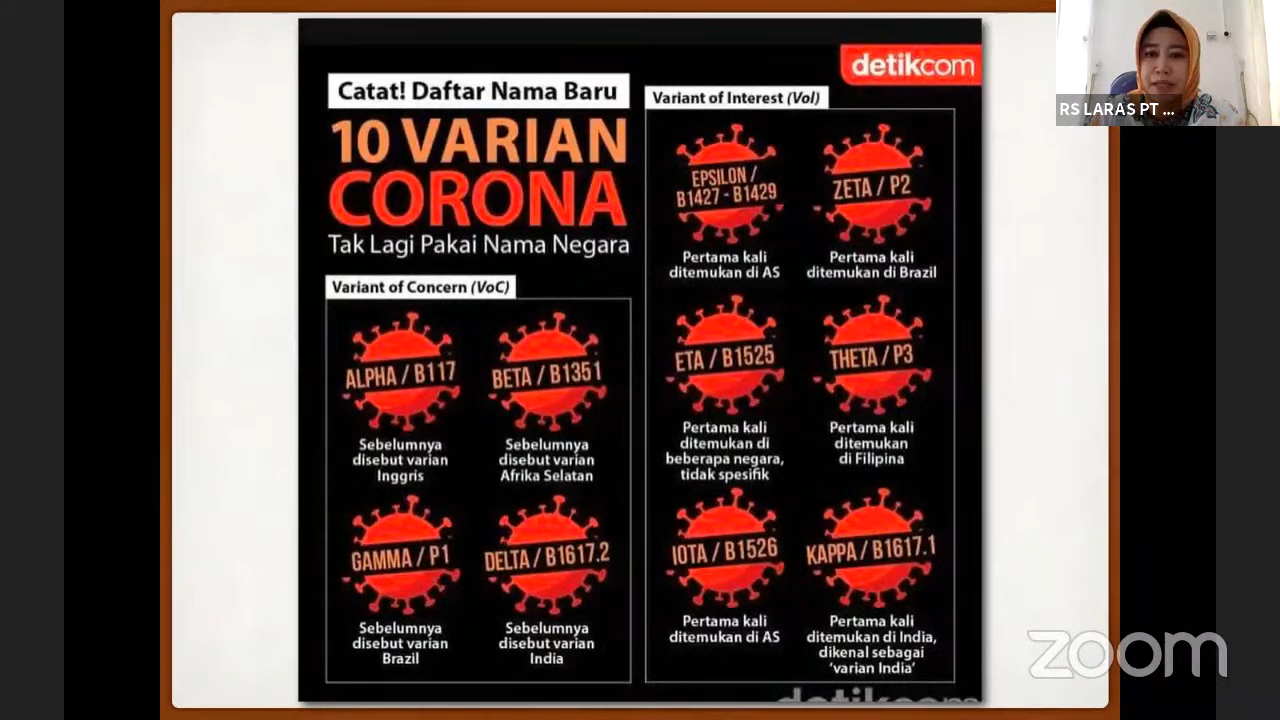 detikcom
Catat! Daftar Nama Baru
10 VARIAN
CORONA
Tak Lagi Pakai Nama Negara
Variant of Concern (VoC)
ALPHA / B117
Sebelumnya
disebut varian
Inggris
BETA / B1351
Sebelumnya
disebut varian
Afrika Selatan
GAMMA / P1
Sebelumnya
disebut varian
Brazil
DELTA / B1617.2
Sebelumnya
disebut varian
India
Variant of Interest (VoI)
EPSILON /
B1427 - B1429
Pertama kali
ditemukan di AS
ZETA / P2
Pertama kali
ditemukan di Brazil
ETA / B1525
Pertama kali
ditemukan di
beberapa negara,
tidak spesifik
THETA / P3
Pertama kali
ditemukan
di Filipina
IOTA / B1526
Pertama kali
ditemukan di AS
KAPPA / B1617.1
Pertama kali
ditemukan di India,
dikenal sebagai
‘varian India’
detikcom
RS LARAS PT ...
zoom